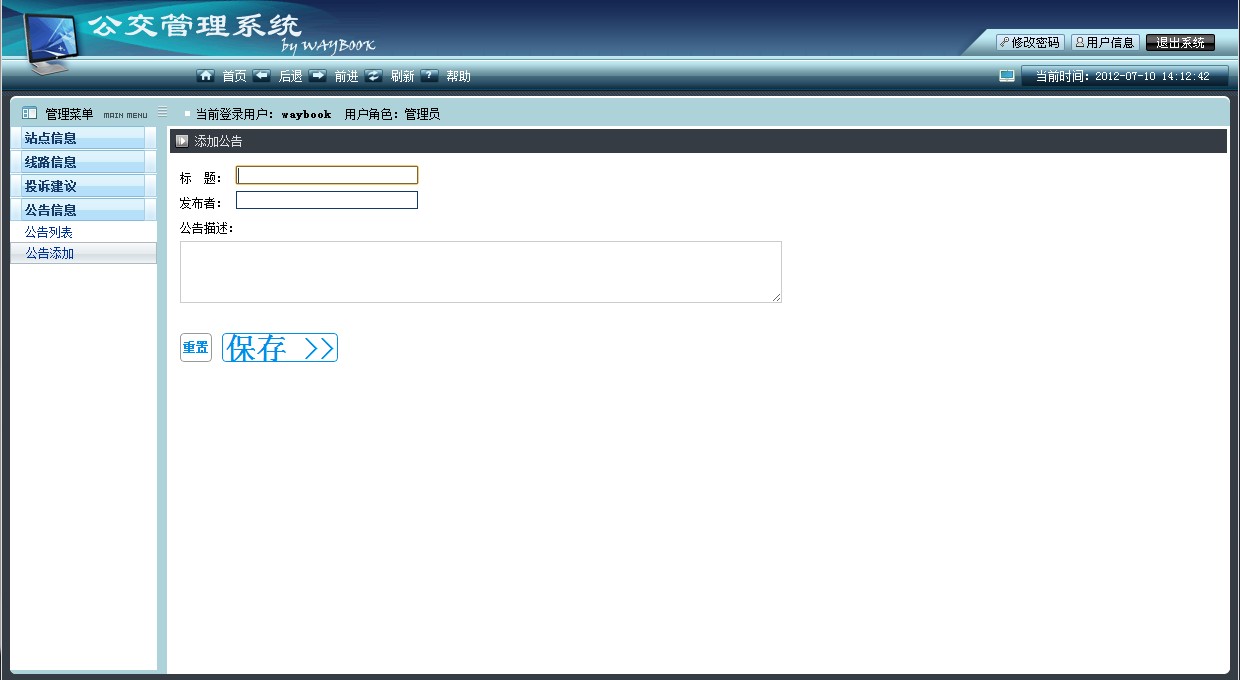 公交管理系统
by WAYBOOK
修改密码 用户信息 退出系统
首页 后退 前进 刷新 ? 帮助
当前时间：2012-07-10 14:12:42
管理菜单 MAIN MENU
当前登录用户：waybook 用户角色：管理员
站点信息
线路信息
投诉建议
公告信息
公告列表
公告添加
添加公告
标 题：
发布者：
公告描述：
重置 保存 >>